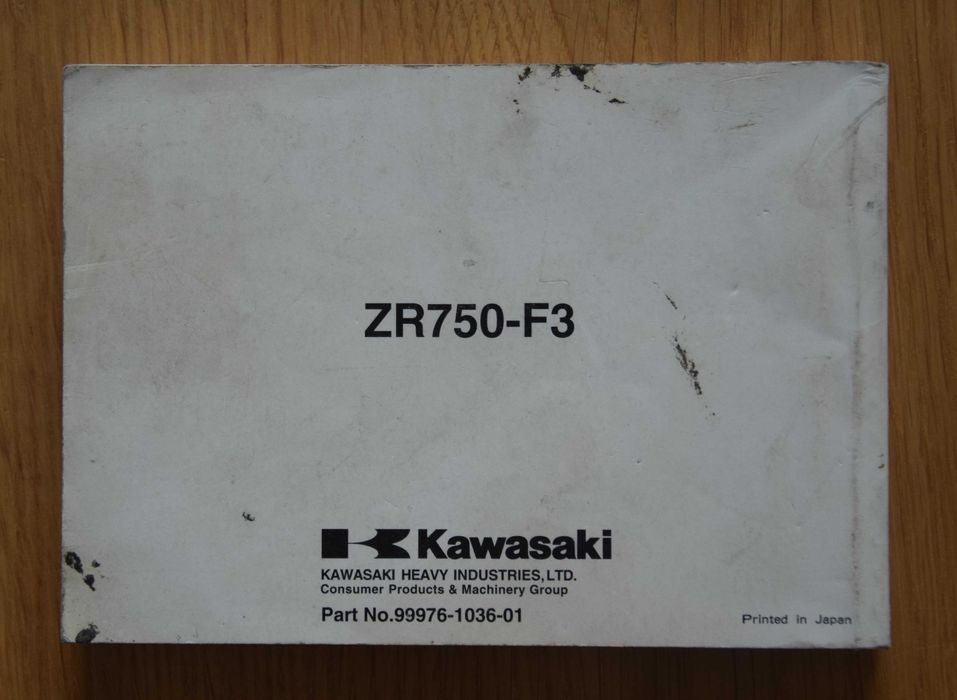 ZR750-F3
Kawasaki
KAWASAKI HEAVY INDUSTRIES,LTD.
Consumer Products & Machinery Group
Part No.99976-1036-01
Printed in Japan